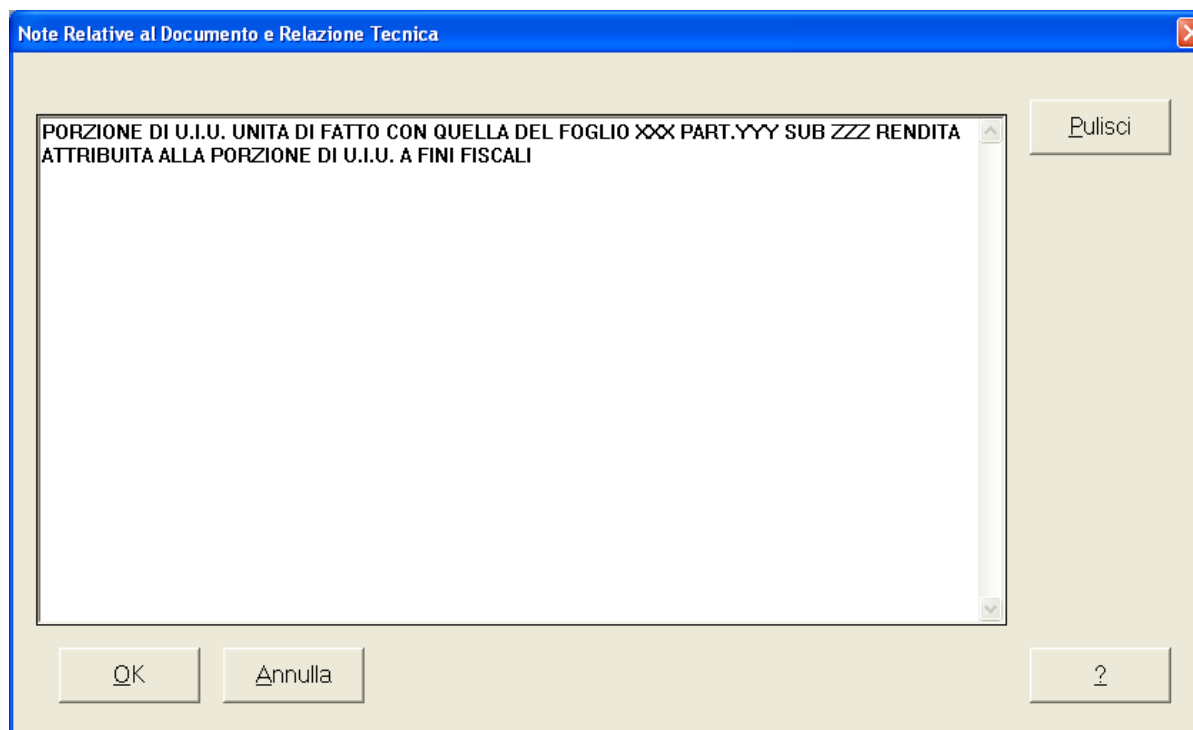 Note Relative al Documento e Relazione Tecnica
PORZIONE DI U.I.U. UNITA DI FATTO CON QUELLA DEL FOGLIO XXX PART.YYY SUB ZZZ RENDITA
ATTRIBUITA ALLA PORZIONE DI U.I.U. A FINI FISCALI
Pulisci
OK
Annulla
?